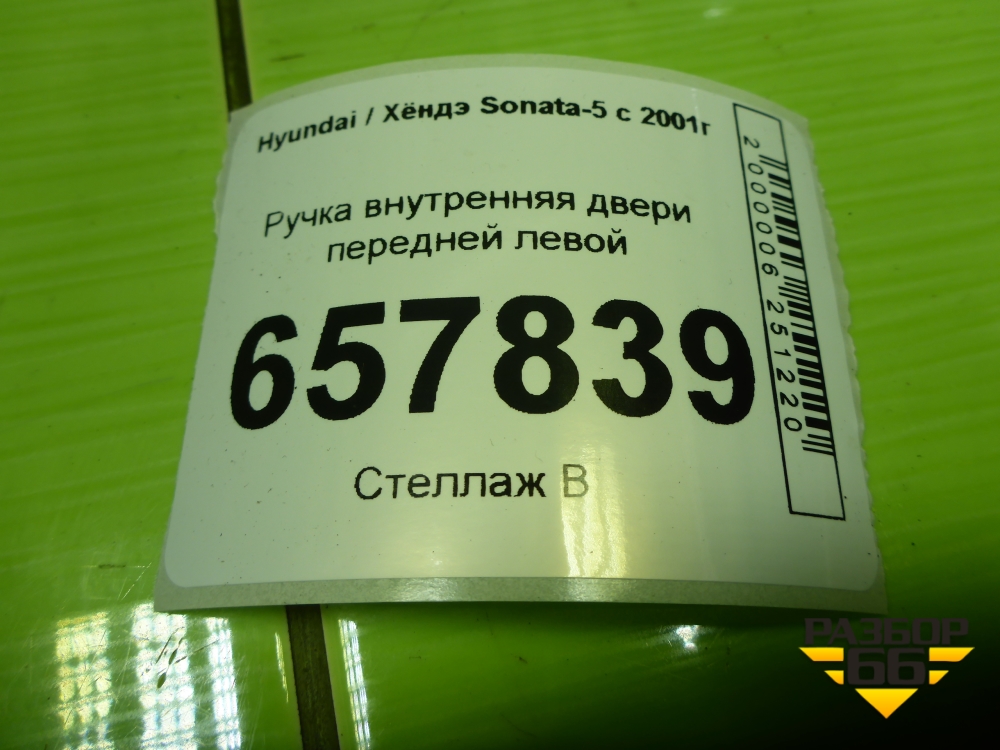 Hyundai / Хёндэ Sonata-5 с 2001г
Ручка внутренняя двери
передней левой
657839
Стеллаж В
2000006251220
РАЗБОР
66